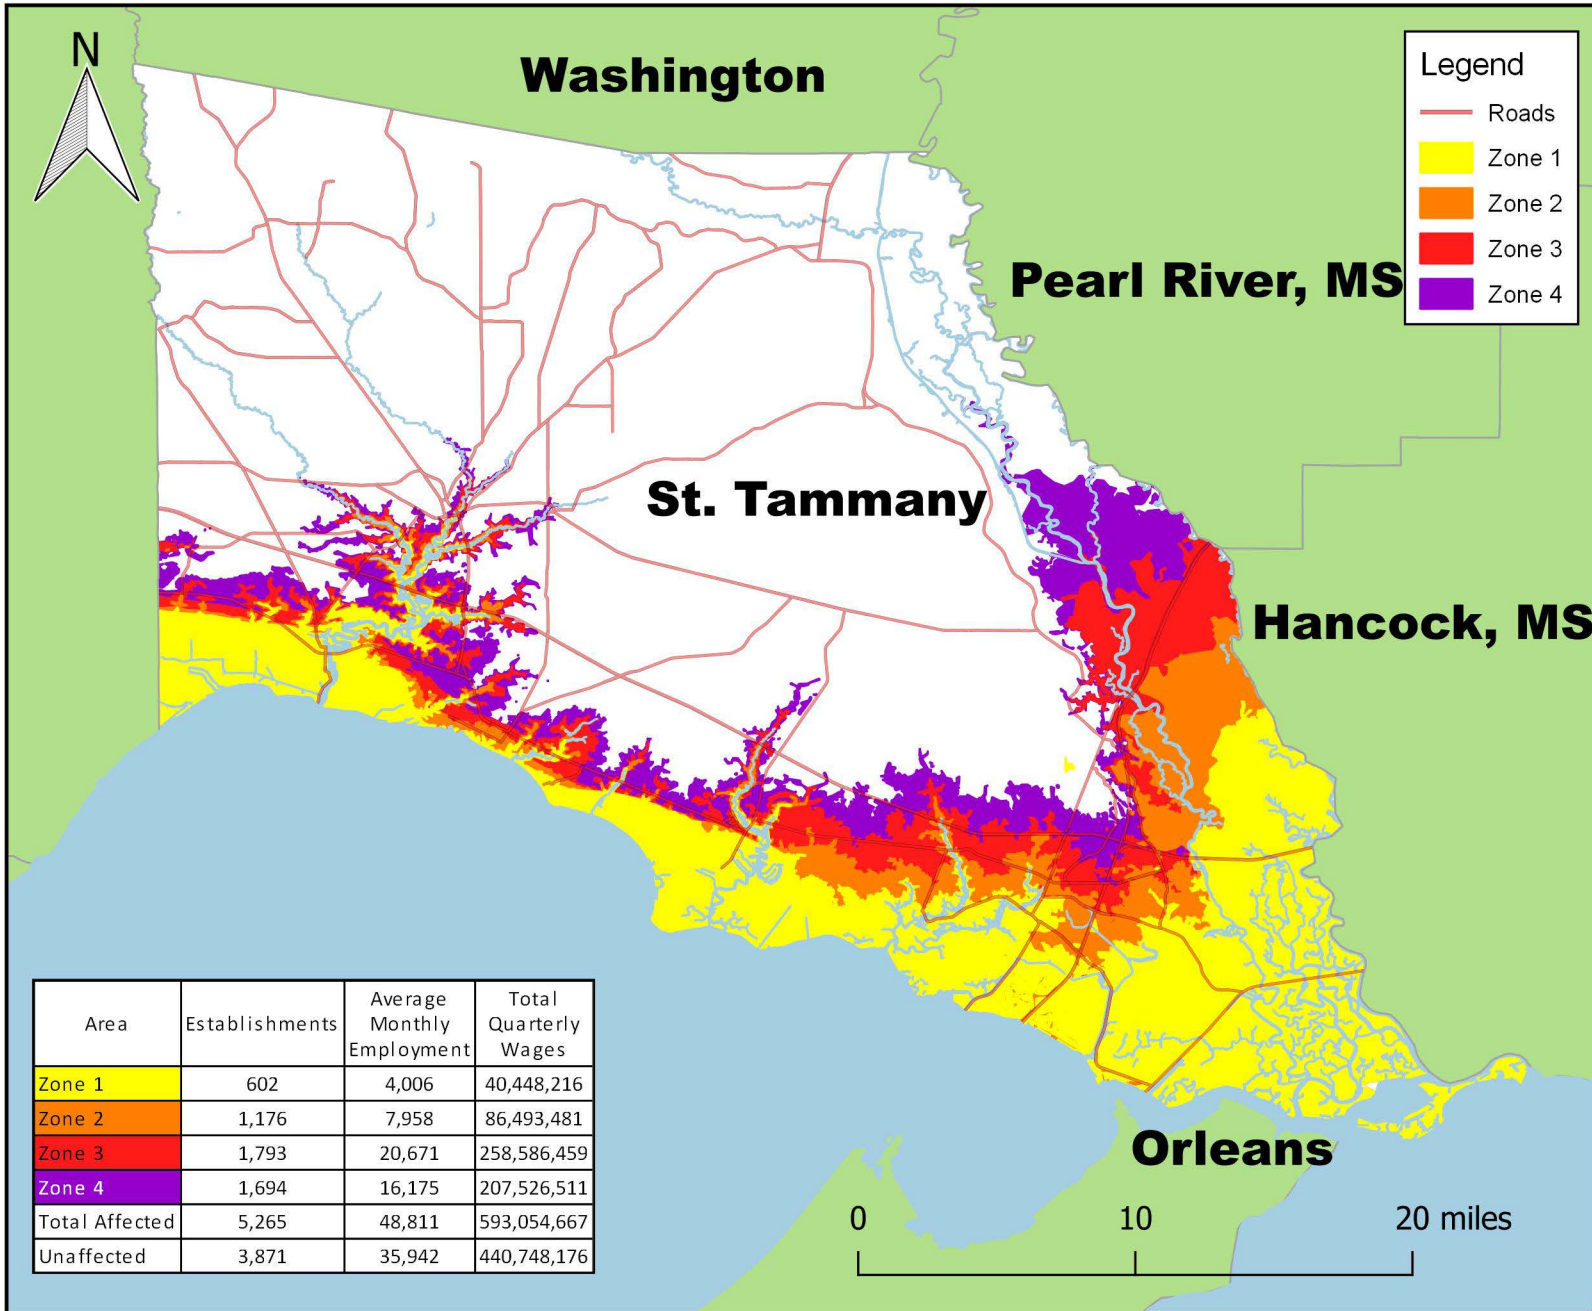 N
Washington
Legend
Roads
Zone 1
Zone 2
Zone 3
Zone 4
Pearl River, MS
St. Tammany
Hancock, MS
Orleans
0 10 20 miles
Area Establishments Average Monthly Employment Total Quarterly Wages
Zone 1 602 4,006 40,448,216
Zone 2 1,176 7,958 86,493,481
Zone 3 1,793 20,671 258,586,459
Zone 4 1,694 16,175 207,526,511
Total Affected 5,265 48,811 593,054,667
Unaffected 3,871 35,942 440,748,176